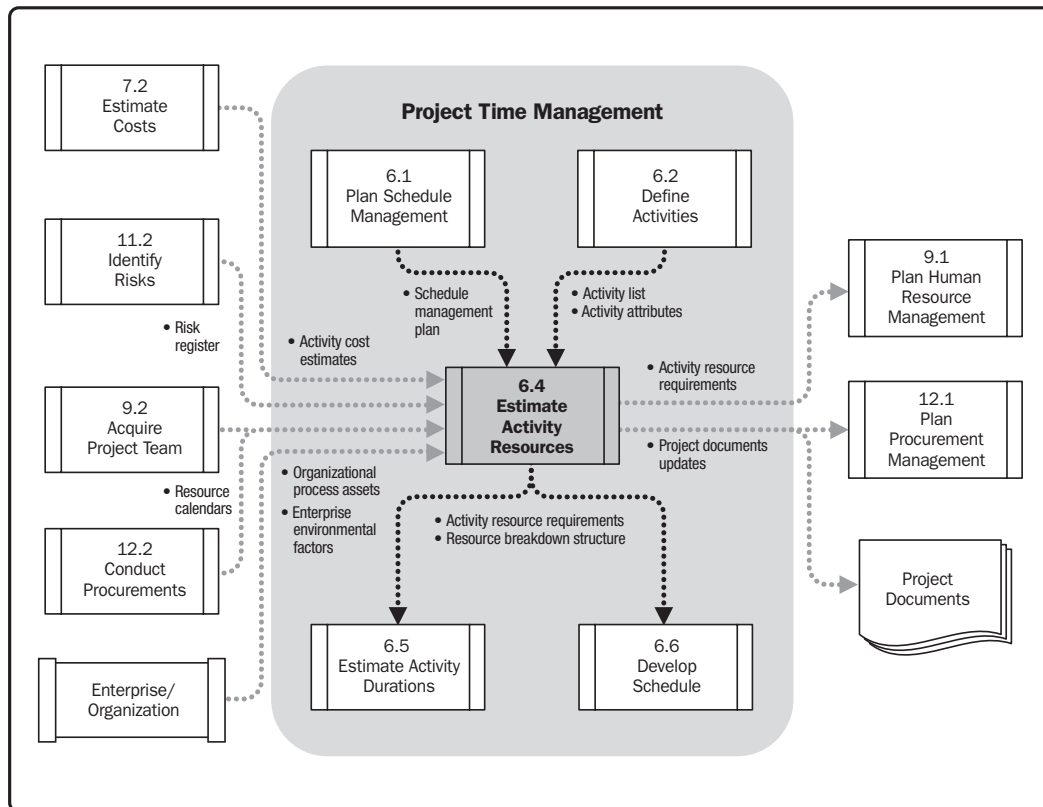 Project Time Management
7.2
Estimate
Costs
6.1
Plan Schedule
Management
6.2
Define
Activities
11.2
Identify
Risks
9.1
Plan Human
Resource
Management
• Risk
register
• Schedule
management
plan
• Activity list
• Activity attributes
• Activity cost
estimates
6.4
Estimate
Activity
Resources
• Activity resource
requirements
9.2
Acquire
Project Team
12.1
Plan
Procurement
Management
• Project documents
updates
• Resource
calendars
• Organizational
process assets
• Enterprise
environmental
factors
• Activity resource requirements
• Resource breakdown structure
12.2
Conduct
Procurements
Project
Documents
6.5
Estimate Activity
Durations
6.6
Develop
Schedule
Enterprise/
Organization